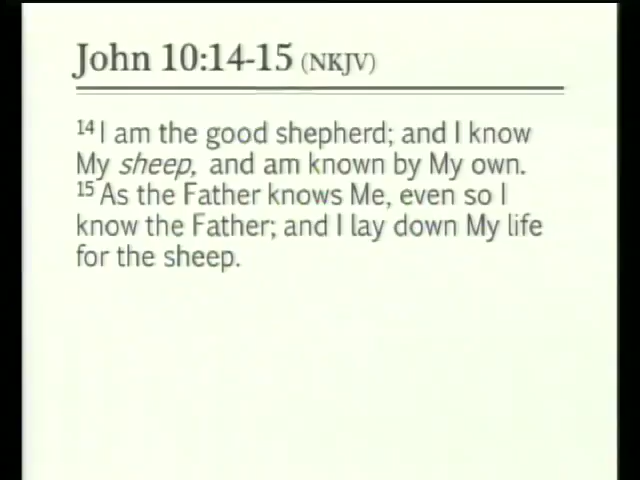 John 10:14-15 (NKJV)
14 I am the good shepherd; and I know
My sheep, and am known by My own.
15 As the Father knows Me, even so I
know the Father; and I lay down My life
for the sheep.